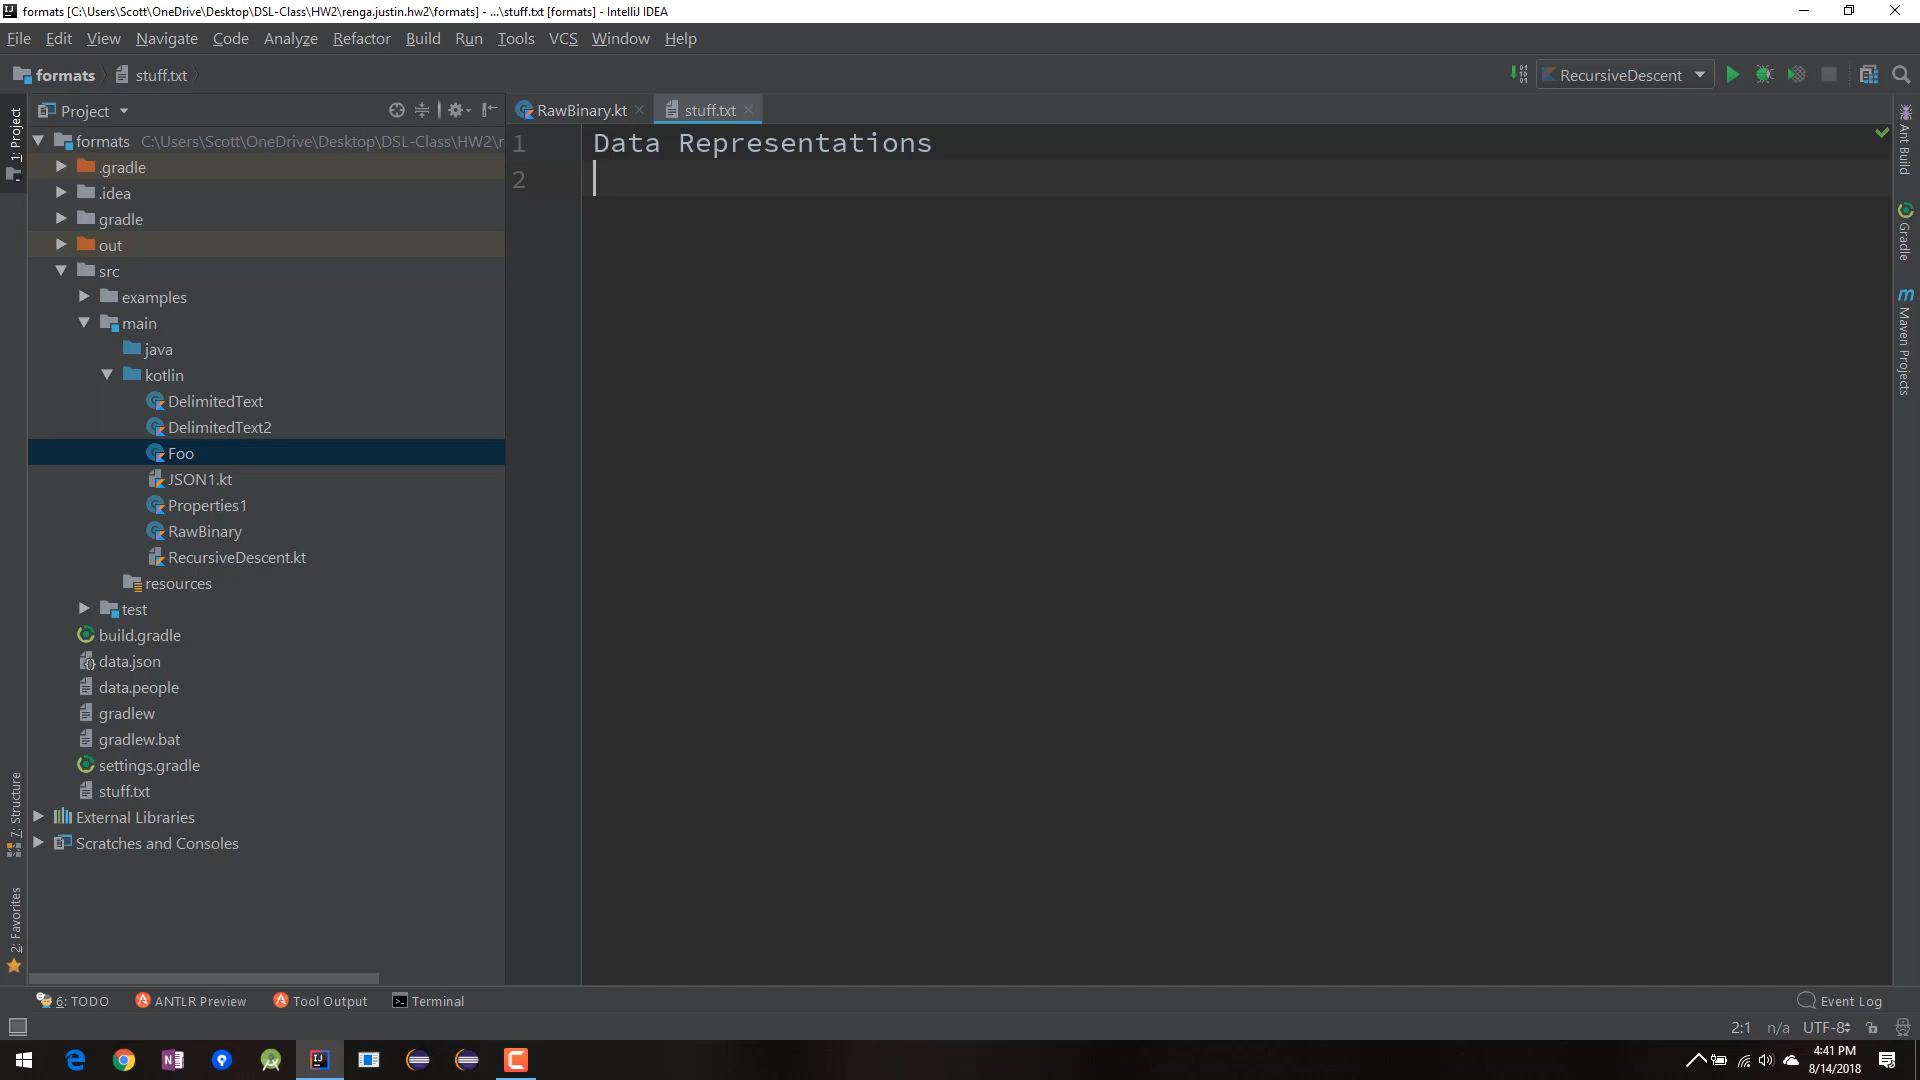 formats [C:\Users\Scott\OneDrive\Desktop\DSL-Class\HW2\renga.justin.hw2\formats] - ...\stuff.txt [formats] - IntelliJ IDEA
File Edit View Navigate Code Analyze Refactor Build Run Tools VCS Window Help
formats stuff.txt RecursiveDescent
Project
RawBinary.kt stuff.txt
1: Project
formats C:\Users\Scott\OneDrive\Desktop\DSL-Class\HW2\r
.gradle
.idea
gradle
out
src
examples
main
java
kotlin
DelimitedText
DelimitedText2
Foo
JSON1.kt
Properties1
RawBinary
RecursiveDescent.kt
resources
test
build.gradle
data.json
data.people
gradlew
gradlew.bat
settings.gradle
stuff.txt
External Libraries
Scratches and Consoles
7: Structure
2: Favorites
1 Data Representations
2
Ant Build
Gradle
Maven Projects
6: TODO ANTLR Preview Tool Output Terminal Event Log
2:1 n/a UTF-8
4:41 PM
8/14/2018